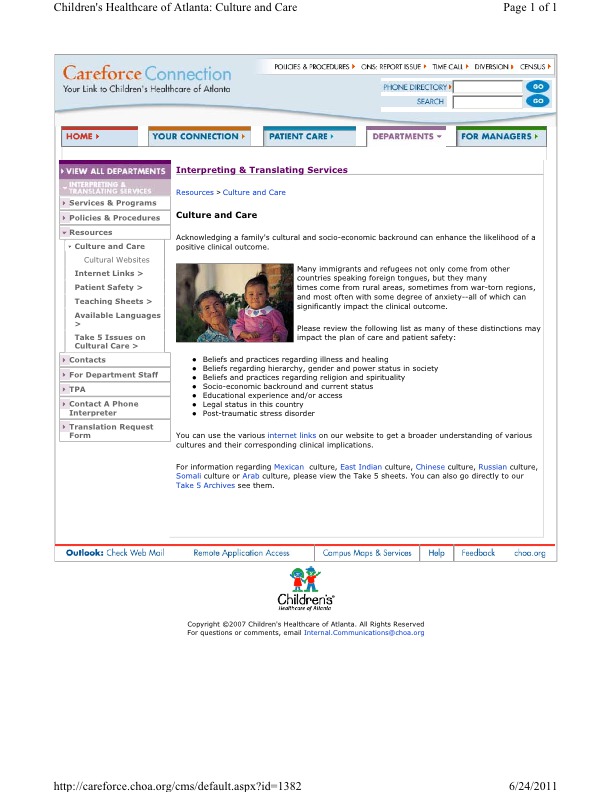 Children's Healthcare of Atlanta: Culture and Care
Page 1 of 1
POLICIES & PROCEDURES
ONS: REPORT ISSUE
TIME CALL
DIVERSION
CENSUS
Careforce Connection
Your Link to Children's Healthcare of Atlanta
PHONE DIRECTORY
GO
SEARCH
GO
HOME
YOUR CONNECTION
PATIENT CARE
DEPARTMENTS
FOR MANAGERS
VIEW ALL DEPARTMENTS
INTERPRETING &
TRANSLATING SERVICES
Services & Programs
Policies & Procedures
Resources
Culture and Care
Cultural Websites
Internet Links >
Patient Safety >
Teaching Sheets >
Available Languages
>
Take 5 Issues on
Cultural Care >
Contacts
For Department Staff
TPA
Contact A Phone
Interpreter
Translation Request
Form
Interpreting & Translating Services
Resources > Culture and Care
Culture and Care
Acknowledging a family's cultural and socio-economic backround can enhance the likelihood of a
positive clinical outcome.
Many immigrants and refugees not only come from other
countries speaking foreign tongues, but they many
times come from rural areas, sometimes from war-torn regions,
and most often with some degree of anxiety--all of which can
significantly impact the clinical outcome.
Please review the following list as many of these distinctions may
impact the plan of care and patient safety:
• Beliefs and practices regarding illness and healing
• Beliefs regarding hierarchy, gender and power status in society
• Beliefs and practices regarding religion and spirituality
• Socio-economic backround and current status
• Educational experience and/or access
• Legal status in this country
• Post-traumatic stress disorder
You can use the various internet links on our website to get a broader understanding of various
cultures and their corresponding clinical implications.
For information regarding Mexican culture, East Indian culture, Chinese culture, Russian culture,
Somali culture or Arab culture, please view the Take 5 sheets. You can also go directly to our
Take 5 Archives see them.
Outlook: Check Web Mail
Remote Application Access
Campus Maps & Services
Help
Feedback
choa.org
Children's
Healthcare of Atlanta
Copyright ©2007 Children's Healthcare of Atlanta. All Rights Reserved
For questions or comments, email Internal.Communications@choa.org
http://careforce.choa.org/cms/default.aspx?id=1382
6/24/2011